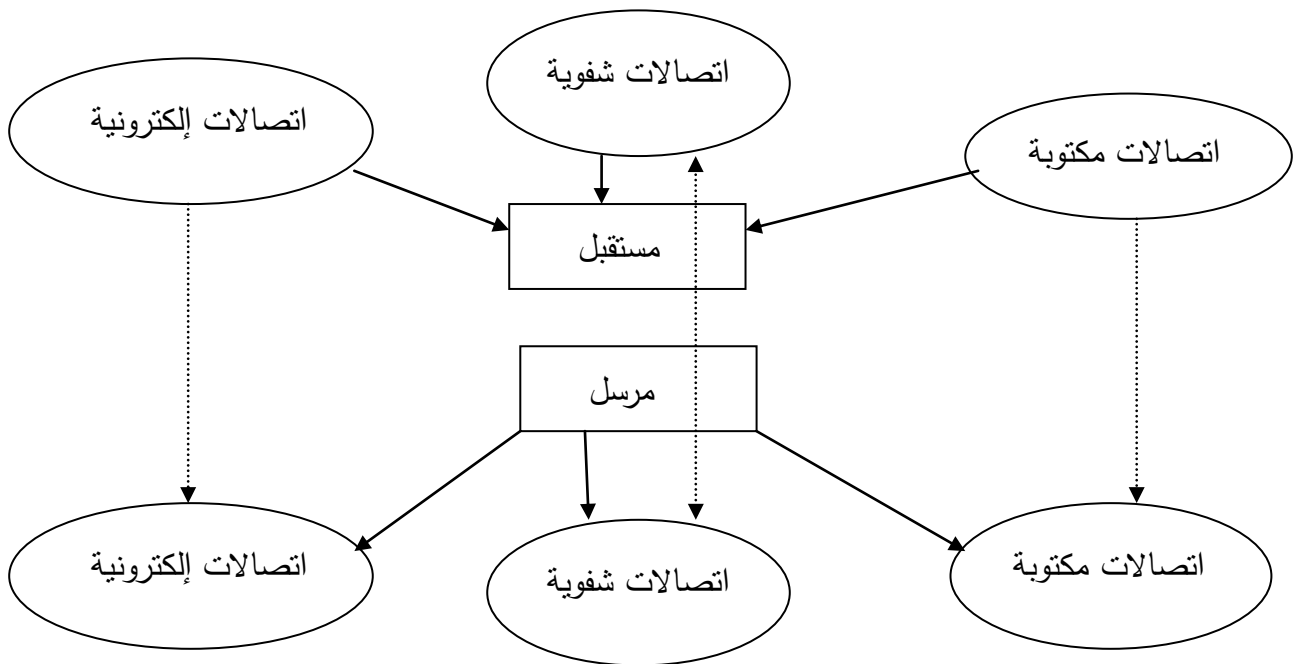 اتصالات شفوية
اتصالات مكتوبة
اتصالات إلكترونية
مستقبل
مرسل
اتصالات مكتوبة
اتصالات شفوية
اتصالات إلكترونية